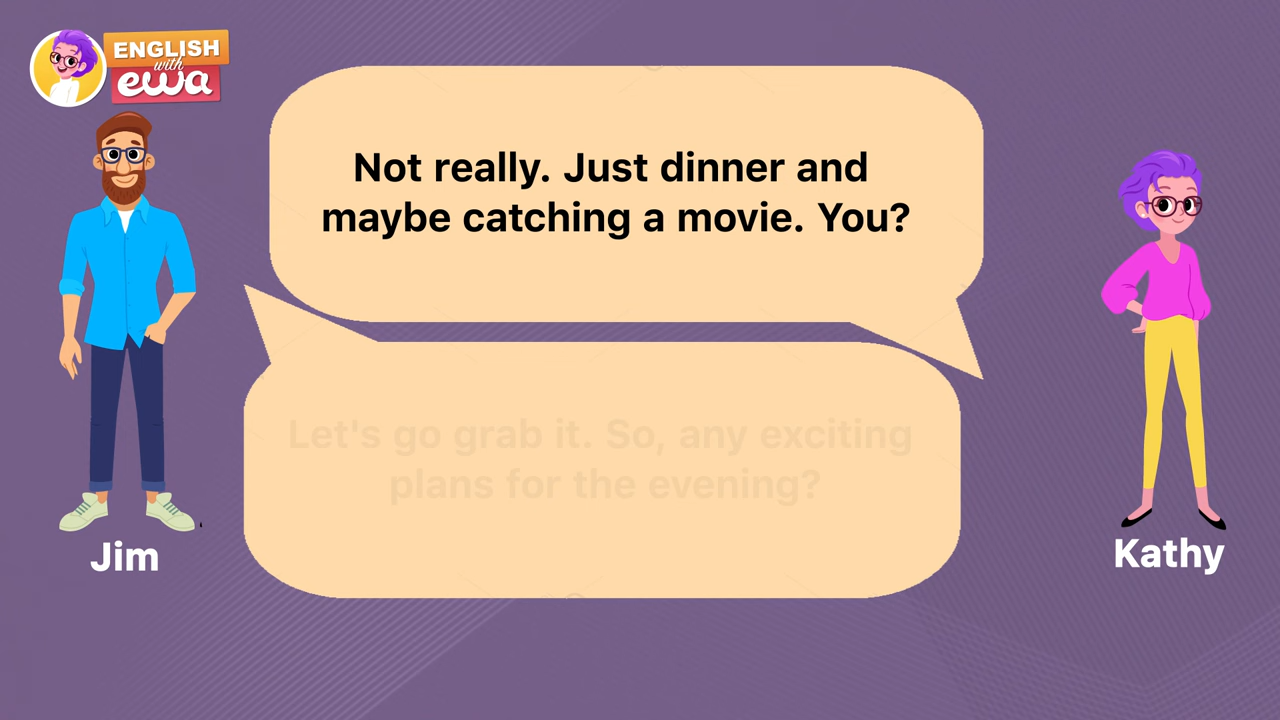 ENGLISH
with
ewa
Not really. Just dinner and
maybe catching a movie. You?
Let's go grab it. So, any exciting
plans for the evening?
Jim
Kathy